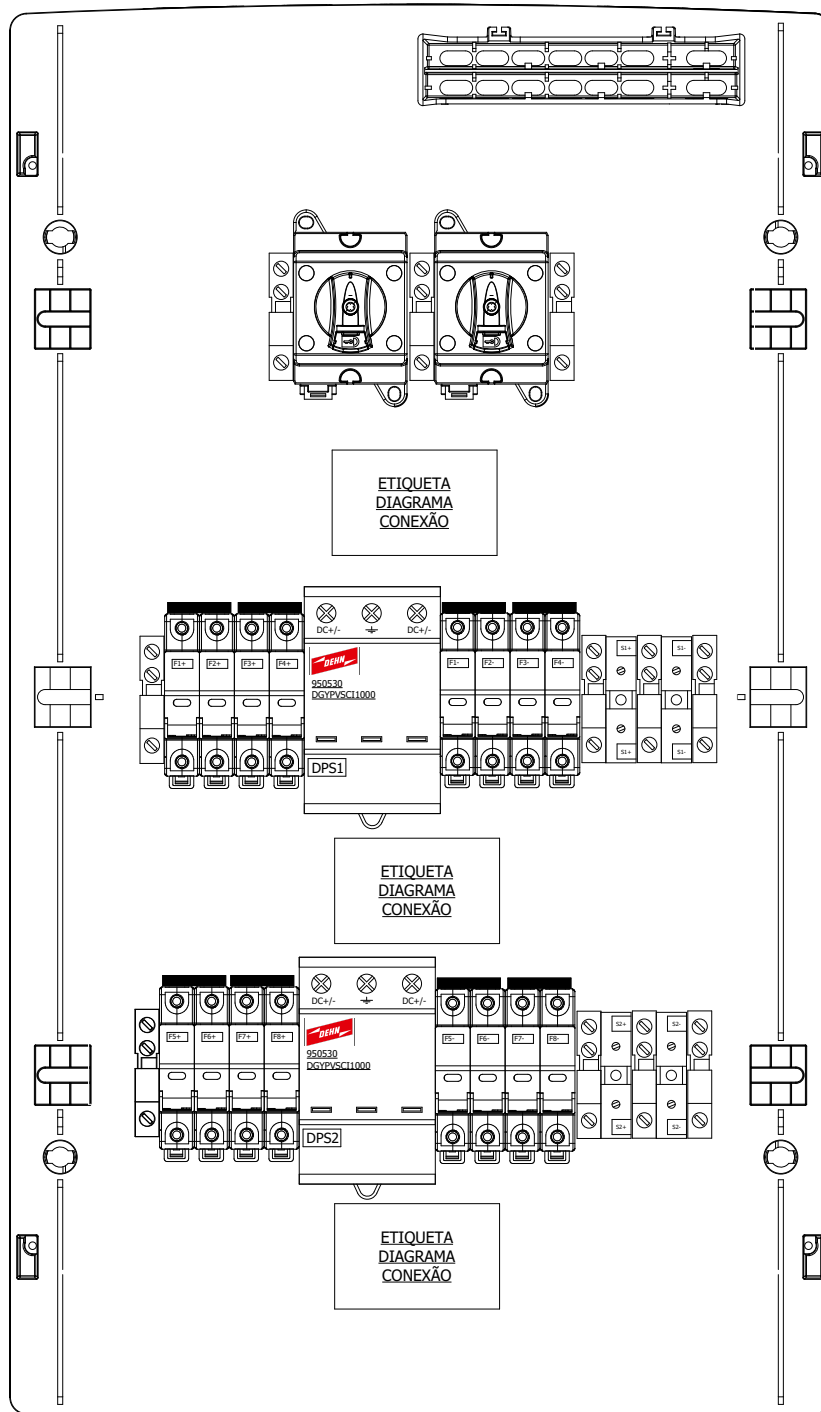 ETIQUETA
DIAGRAMA
CONEXÃO
DC+/- DC+/-
F1+ F2+ F3+ F4+
DEHN
950530
DGYPVSCI1000
DPS1
F1- F2- F3- F4-
S1+ S1-
S1+ S1-
ETIQUETA
DIAGRAMA
CONEXÃO
DC+/- DC+/-
F5+ F6+ F7+ F8+
DEHN
950530
DGYPVSCI1000
DPS2
F5- F6- F7- F8-
S2+ S2-
S2+ S2-
ETIQUETA
DIAGRAMA
CONEXÃO